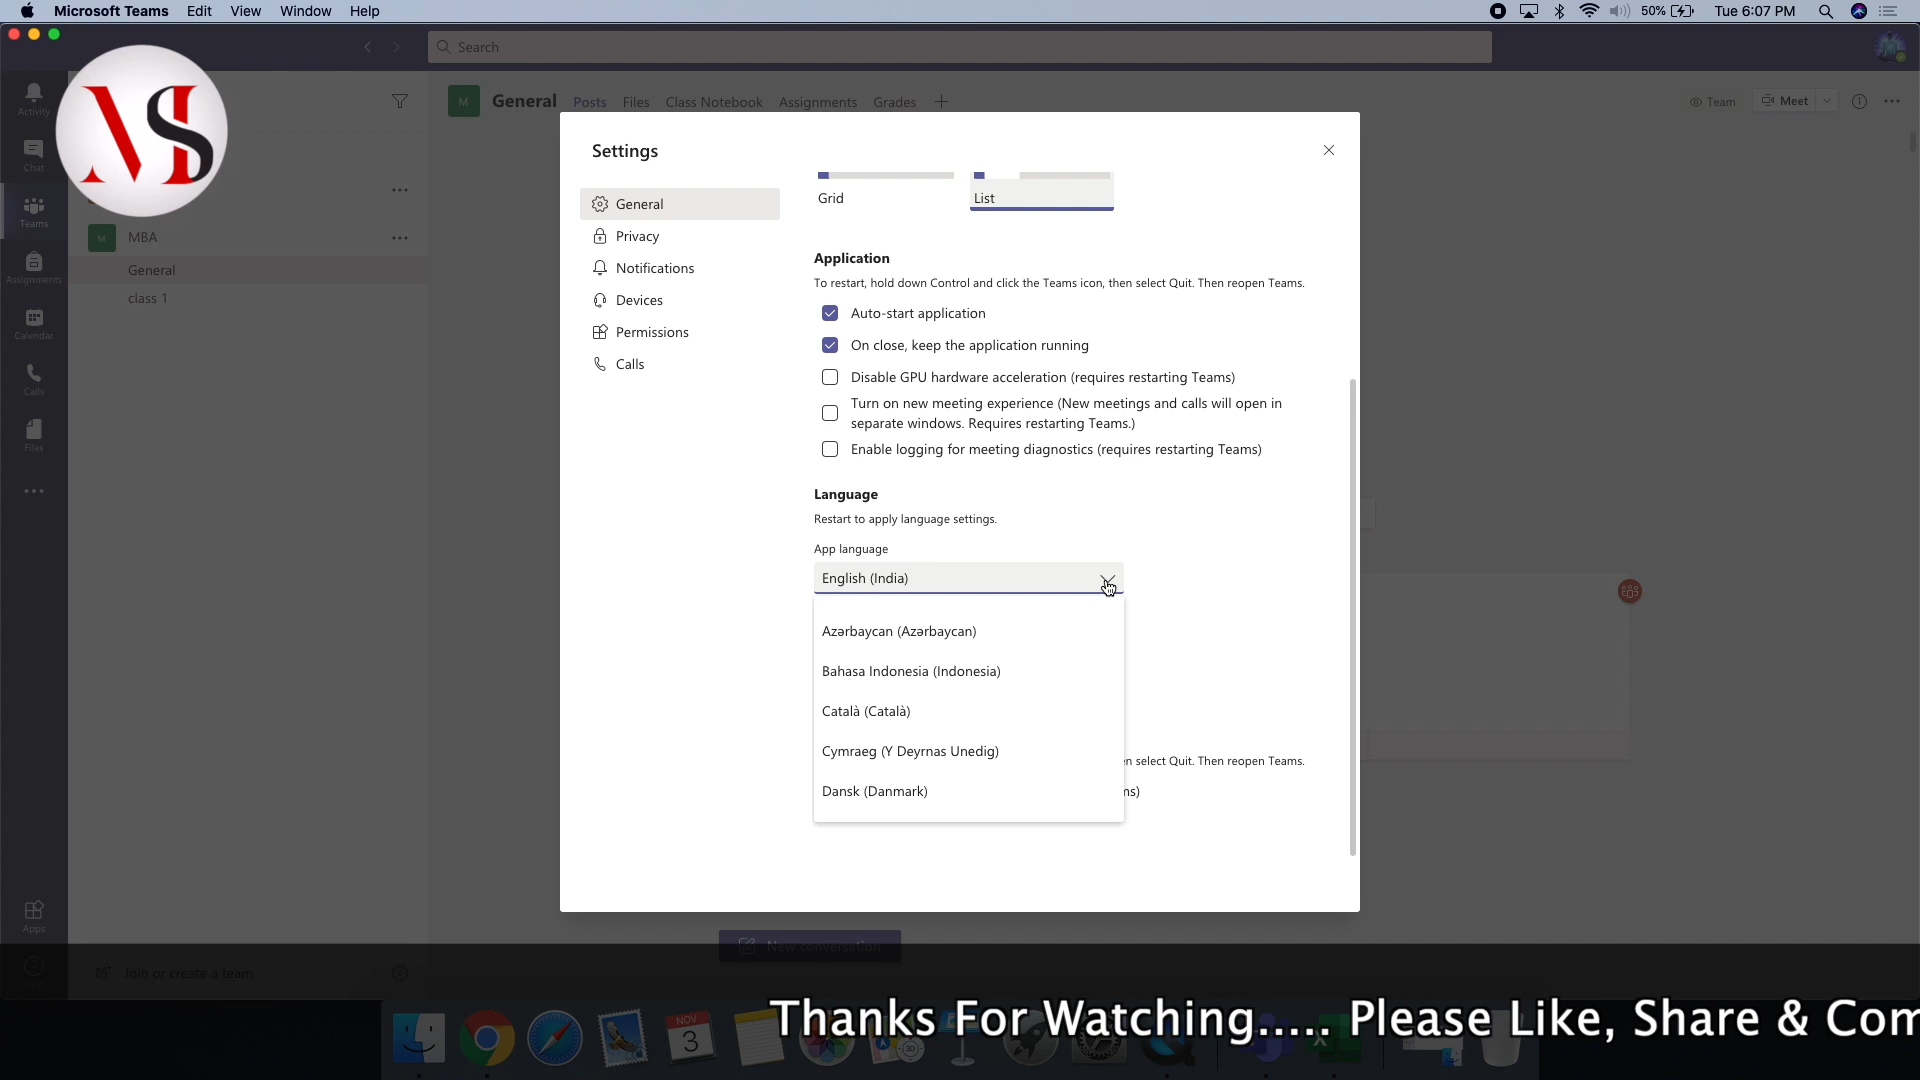 Microsoft Teams Edit View Window Help
50% Tue 6:07 PM
Search
MS
Activity
Chat
Teams
Assignments
Calendar
Calls
Files
Apps
M MBA
General
class 1
Join or create a team
M General Posts Files Class Notebook Assignments Grades
Team Meet
New conversation
Settings
General
Privacy
Notifications
Devices
Permissions
Calls
Grid List
Application
To restart, hold down Control and click the Teams icon, then select Quit. Then reopen Teams.
Auto-start application
On close, keep the application running
Disable GPU hardware acceleration (requires restarting Teams)
Turn on new meeting experience (New meetings and calls will open in
separate windows. Requires restarting Teams.)
Enable logging for meeting diagnostics (requires restarting Teams)
Language
Restart to apply language settings.
App language
English (India)
Azərbaycan (Azərbaycan)
Bahasa Indonesia (Indonesia)
Català (Català)
Cymraeg (Y Deyrnas Unedig)
Dansk (Danmark)
en select Quit. Then reopen Teams.
ms)
NOV
3
Thanks For Watching..... Please Like, Share & Com